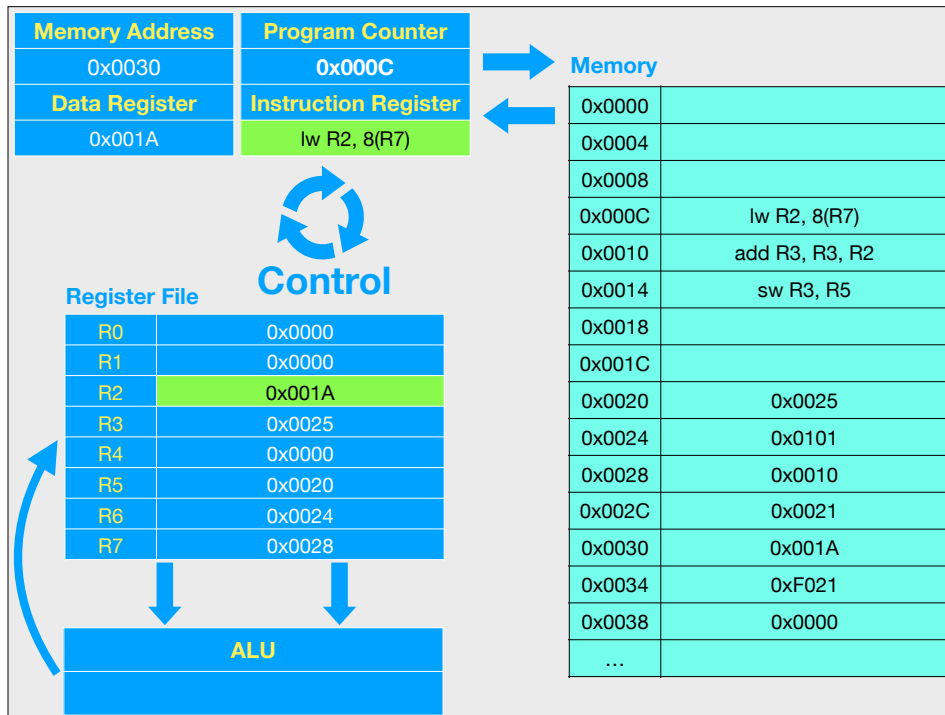 Memory Address Program Counter
0x0030 0x000C
Data Register Instruction Register
0x001A lw R2, 8(R7)
Control
Register File
R0 0x0000
R1 0x0000
R2 0x001A
R3 0x0025
R4 0x0000
R5 0x0020
R6 0x0024
R7 0x0028
ALU
Memory
0x0000
0x0004
0x0008
0x000C lw R2, 8(R7)
0x0010 add R3, R3, R2
0x0014 sw R3, R5
0x0018
0x001C
0x0020 0x0025
0x0024 0x0101
0x0028 0x0010
0x002C 0x0021
0x0030 0x001A
0x0034 0xF021
0x0038 0x0000
…